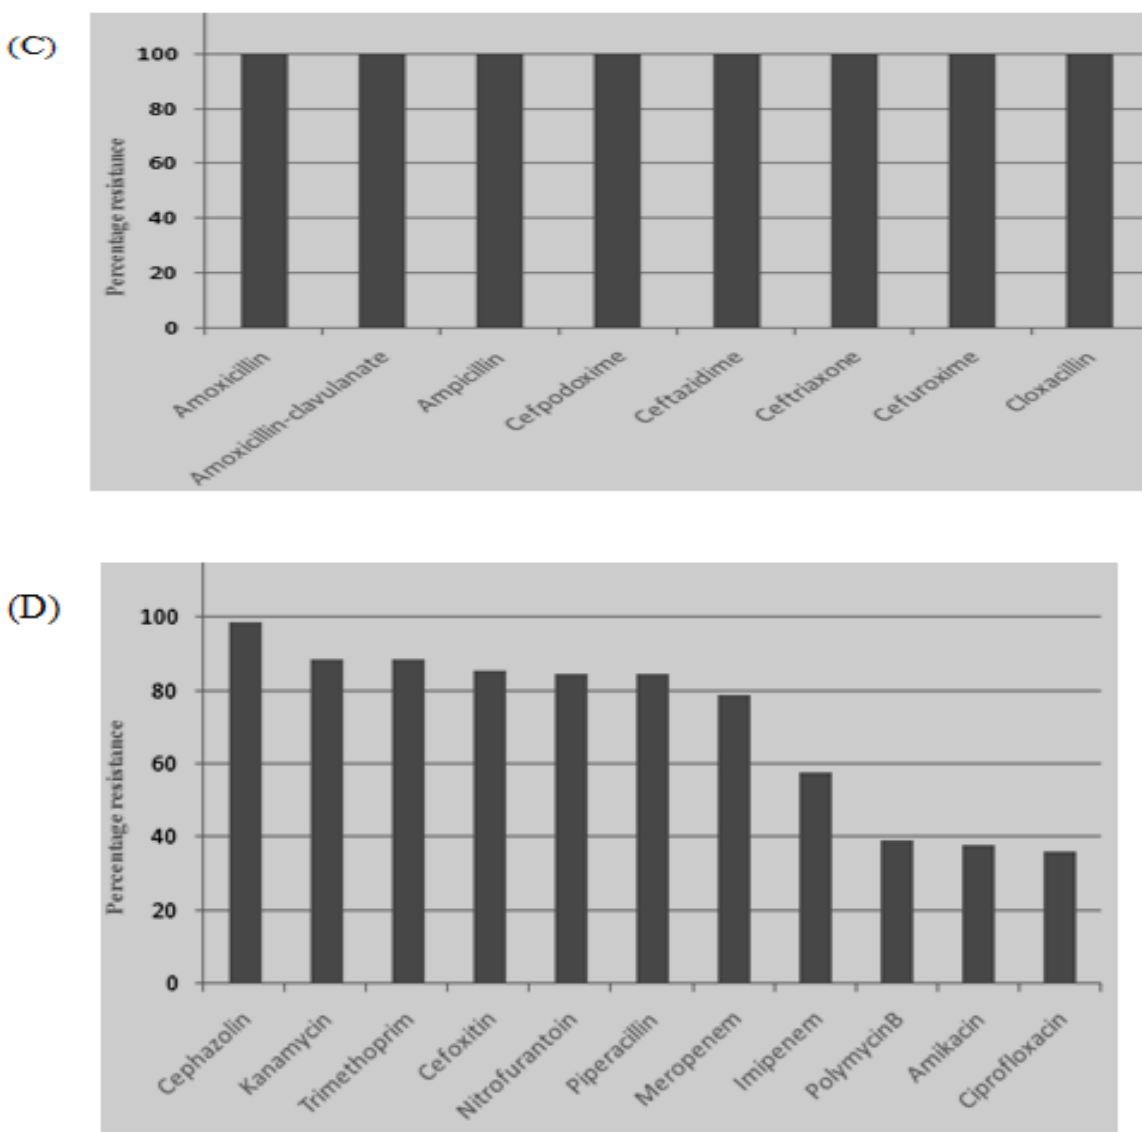 (C)
Percentage resistance
100
80
60
40
20
0
Amoxicillin
Amoxicillin-clavulanate
Ampicillin
Cefpodoxime
Ceftazidime
Ceftriaxone
Cefuroxime
Cloxacillin
(D)
Percentage resistance
100
80
60
40
20
0
Cephazolin
Kanamycin
Trimethoprim
Cefoxitin
Nitrofurantoin
Piperacillin
Meropenem
Imipenem
PolymycinB
Amikacin
Ciprofloxacin